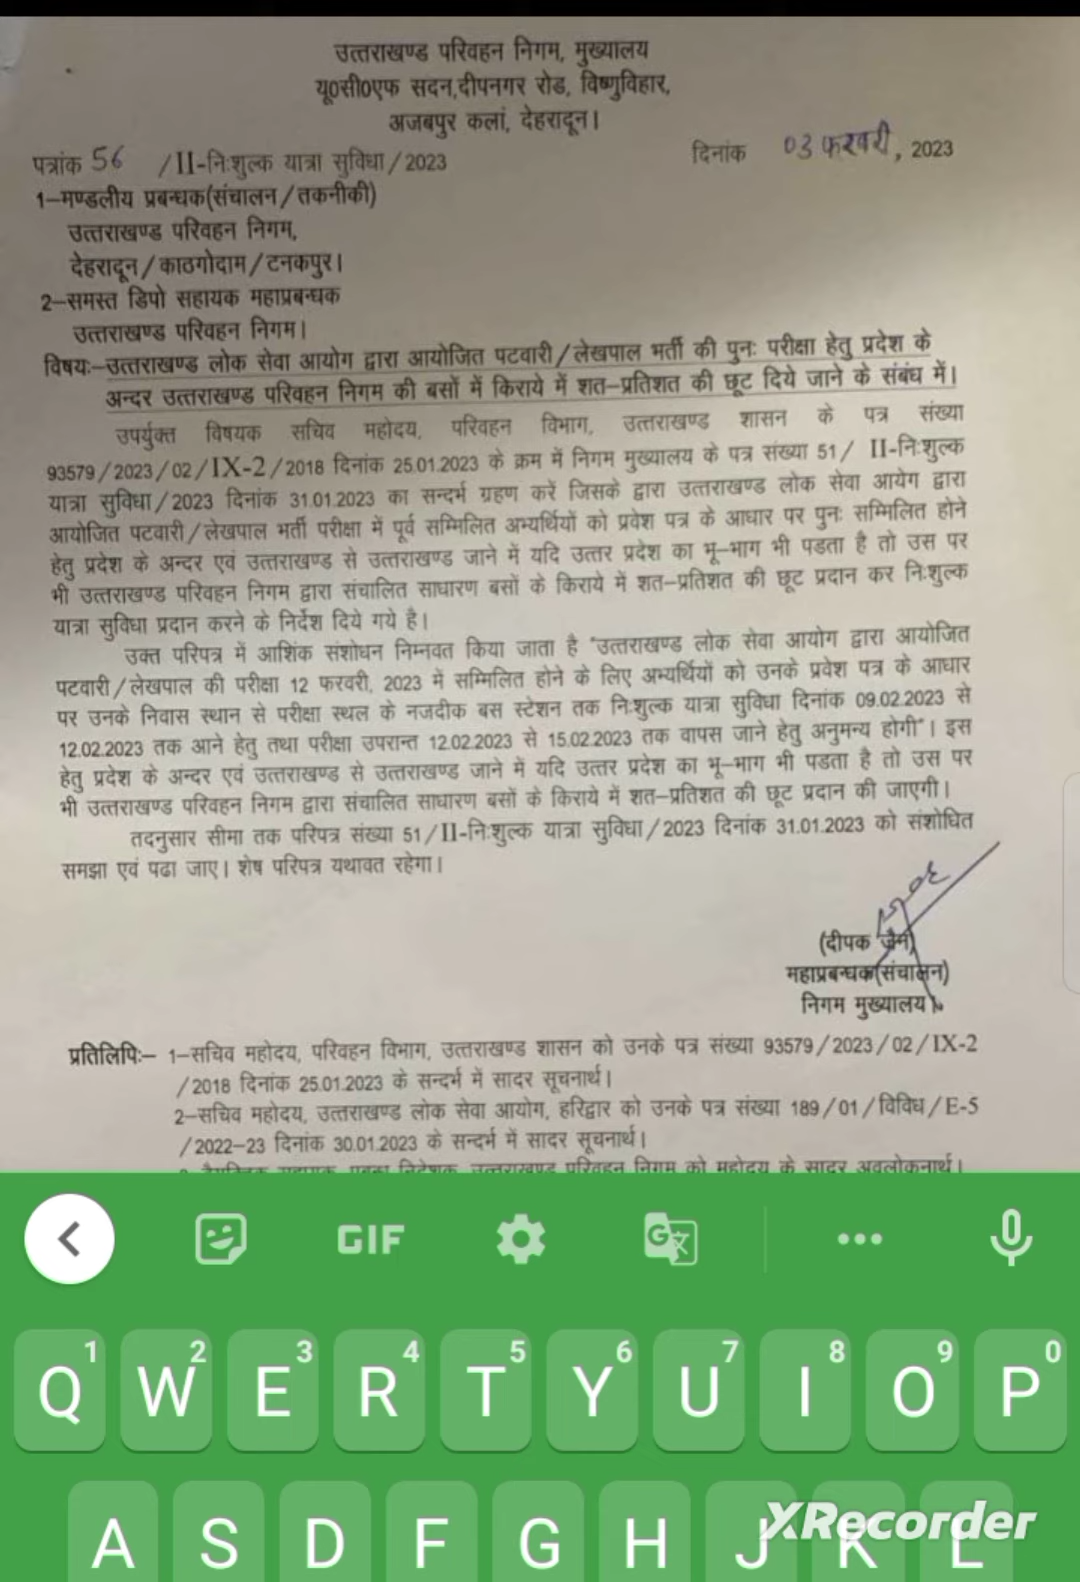 उत्तराखण्ड परिवहन निगम, मुख्यालय
यू0सी0एफ सदन,दीपनगर रोड, विष्णुविहार,
अजबपुर कलां, देहरादून।
पत्रांक 56 /II-निःशुल्क यात्रा सुविधा/2023 दिनांक 03 फरवरी, 2023
1-मण्डलीय प्रबन्धक(संचालन/तकनीकी)
उत्तराखण्ड परिवहन निगम,
देहरादून/काठगोदाम/टनकपुर।
2-समस्त डिपो सहायक महाप्रबन्धक
उत्तराखण्ड परिवहन निगम।
विषयः-उत्तराखण्ड लोक सेवा आयोग द्वारा आयोजित पटवारी/लेखपाल भर्ती की पुनः परीक्षा हेतु प्रदेश के
अन्दर उत्तराखण्ड परिवहन निगम की बसों में किराये में शत-प्रतिशत की छूट दिये जाने के संबंध में।
उपर्युक्त विषयक सचिव महोदय, परिवहन विभाग, उत्तराखण्ड शासन के पत्र संख्या
93579/2023/02/IX-2/2018 दिनांक 25.01.2023 के क्रम में निगम मुख्यालय के पत्र संख्या 51/ II-निःशुल्क
यात्रा सुविधा/2023 दिनांक 31.01.2023 का सन्दर्भ ग्रहण करें जिसके द्वारा उत्तराखण्ड लोक सेवा आयेग द्वारा
आयोजित पटवारी/लेखपाल भर्ती परीक्षा में पूर्व सम्मिलित अभ्यर्थियों को प्रवेश पत्र के आधार पर पुनः सम्मिलित होने
हेतु प्रदेश के अन्दर एवं उत्तराखण्ड से उत्तराखण्ड जाने में यदि उत्तर प्रदेश का भू-भाग भी पडता है तो उस पर
भी उत्तराखण्ड परिवहन निगम द्वारा संचालित साधारण बसों के किराये में शत-प्रतिशत की छूट प्रदान कर निःशुल्क
यात्रा सुविधा प्रदान करने के निर्देश दिये गये है।
उक्त परिपत्र में आशिंक संशोधन निम्नवत किया जाता है "उत्तराखण्ड लोक सेवा आयोग द्वारा आयोजित
पटवारी/लेखपाल की परीक्षा 12 फरवरी, 2023 में सम्मिलित होने के लिए अभ्यर्थियों को उनके प्रवेश पत्र के आधार
पर उनके निवास स्थान से परीक्षा स्थल के नजदीक बस स्टेशन तक निःशुल्क यात्रा सुविधा दिनांक 09.02.2023 से
12.02.2023 तक आने हेतु तथा परीक्षा उपरान्त 12.02.2023 से 15.02.2023 तक वापस जाने हेतु अनुमन्य होगी"। इस
हेतु प्रदेश के अन्दर एवं उत्तराखण्ड से उत्तराखण्ड जाने में यदि उत्तर प्रदेश का भू-भाग भी पडता है तो उस पर
भी उत्तराखण्ड परिवहन निगम द्वारा संचालित साधारण बसों के किराये में शत-प्रतिशत की छूट प्रदान की जाएगी।
तदनुसार सीमा तक परिपत्र संख्या 51/II-निःशुल्क यात्रा सुविधा/2023 दिनांक 31.01.2023 को संशोधित
समझा एवं पढा जाए। शेष परिपत्र यथावत रहेगा।
(दीपक जैन)
महाप्रबन्धक(संचालन)
निगम मुख्यालय।
प्रतिलिपिः- 1-सचिव महोदय, परिवहन विभाग, उत्तराखण्ड शासन को उनके पत्र संख्या 93579/2023/02/IX-2
/2018 दिनांक 25.01.2023 के सन्दर्भ में सादर सूचनार्थ।
2-सचिव महोदय, उत्तराखण्ड लोक सेवा आयोग, हरिद्वार को उनके पत्र संख्या 189/01/विविध/E-5
/2022-23 दिनांक 30.01.2023 के सन्दर्भ में सादर सूचनार्थ।
उत्तराखण्ड परिवहन निगम को महोदय के सादर अवलोकनार्थ।
GIF
1 2 3 4 5 6 7 8 9 0
Q W E R T Y U I O P
A S D F G H J K L
XRecorder